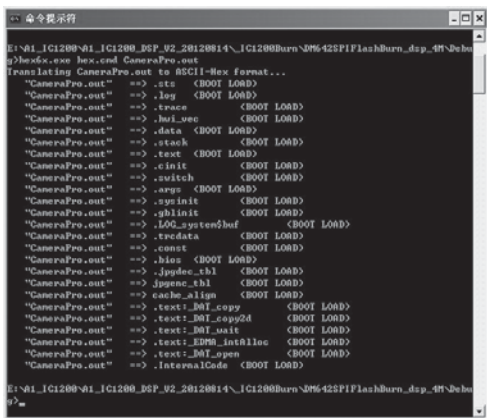 命令提示符
E:\A1_IC1200\A1_IC1200_DSP_V2_20120814\_IC1200Burn\DM642SPIFlashBurn_dsp_4M\Debu
g>hex6x.exe hex.cmd CameraPro.out
Translating CameraPro.out to ASCII-Hex format...
"CameraPro.out" ==> .sts <BOOT LOAD>
"CameraPro.out" ==> .log <BOOT LOAD>
"CameraPro.out" ==> .trace <BOOT LOAD>
"CameraPro.out" ==> .hwi_vec <BOOT LOAD>
"CameraPro.out" ==> .data <BOOT LOAD>
"CameraPro.out" ==> .stack <BOOT LOAD>
"CameraPro.out" ==> .text <BOOT LOAD>
"CameraPro.out" ==> .cinit <BOOT LOAD>
"CameraPro.out" ==> .switch <BOOT LOAD>
"CameraPro.out" ==> .args <BOOT LOAD>
"CameraPro.out" ==> .sysinit <BOOT LOAD>
"CameraPro.out" ==> .gblinit <BOOT LOAD>
"CameraPro.out" ==> .LOG_system$buf <BOOT LOAD>
"CameraPro.out" ==> .trcdata <BOOT LOAD>
"CameraPro.out" ==> .const <BOOT LOAD>
"CameraPro.out" ==> .bios <BOOT LOAD>
"CameraPro.out" ==> .jpgdec_tbl <BOOT LOAD>
"CameraPro.out" ==> jpgenc_tbl <BOOT LOAD>
"CameraPro.out" ==> cache_align <BOOT LOAD>
"CameraPro.out" ==> .text:_DAT_copy <BOOT LOAD>
"CameraPro.out" ==> .text:_DAT_copy2d <BOOT LOAD>
"CameraPro.out" ==> .text:_DAT_wait <BOOT LOAD>
"CameraPro.out" ==> .text:_EDMA_intAlloc <BOOT LOAD>
"CameraPro.out" ==> .text:_DAT_open <BOOT LOAD>
"CameraPro.out" ==> .InternalCode <BOOT LOAD>
E:\A1_IC1200\A1_IC1200_DSP_V2_20120814\_IC1200Burn\DM642SPIFlashBurn_dsp_4M\Debu
g>_